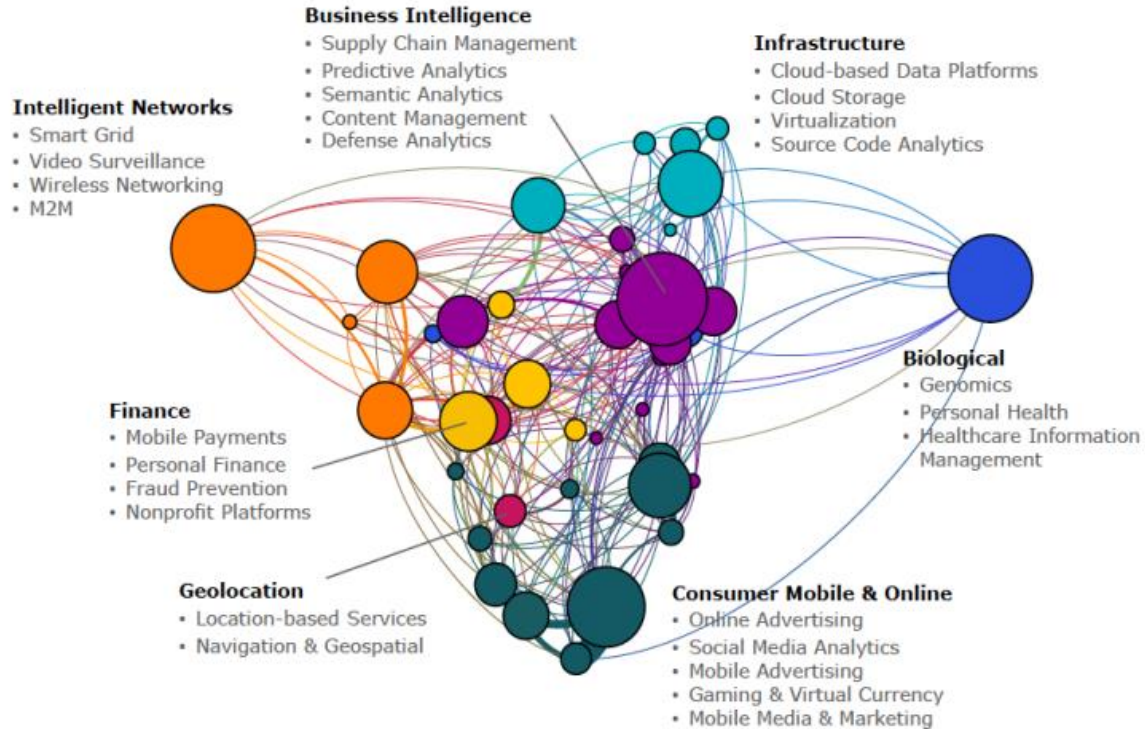 Business Intelligence
• Supply Chain Management
• Predictive Analytics
• Semantic Analytics
• Content Management
• Defense Analytics
Infrastructure
• Cloud-based Data Platforms
• Cloud Storage
• Virtualization
• Source Code Analytics
Intelligent Networks
• Smart Grid
• Video Surveillance
• Wireless Networking
• M2M
Biological
• Genomics
• Personal Health
• Healthcare Information
Management
Finance
• Mobile Payments
• Personal Finance
• Fraud Prevention
• Nonprofit Platforms
Geolocation
• Location-based Services
• Navigation & Geospatial
Consumer Mobile & Online
• Online Advertising
• Social Media Analytics
• Mobile Advertising
• Gaming & Virtual Currency
• Mobile Media & Marketing